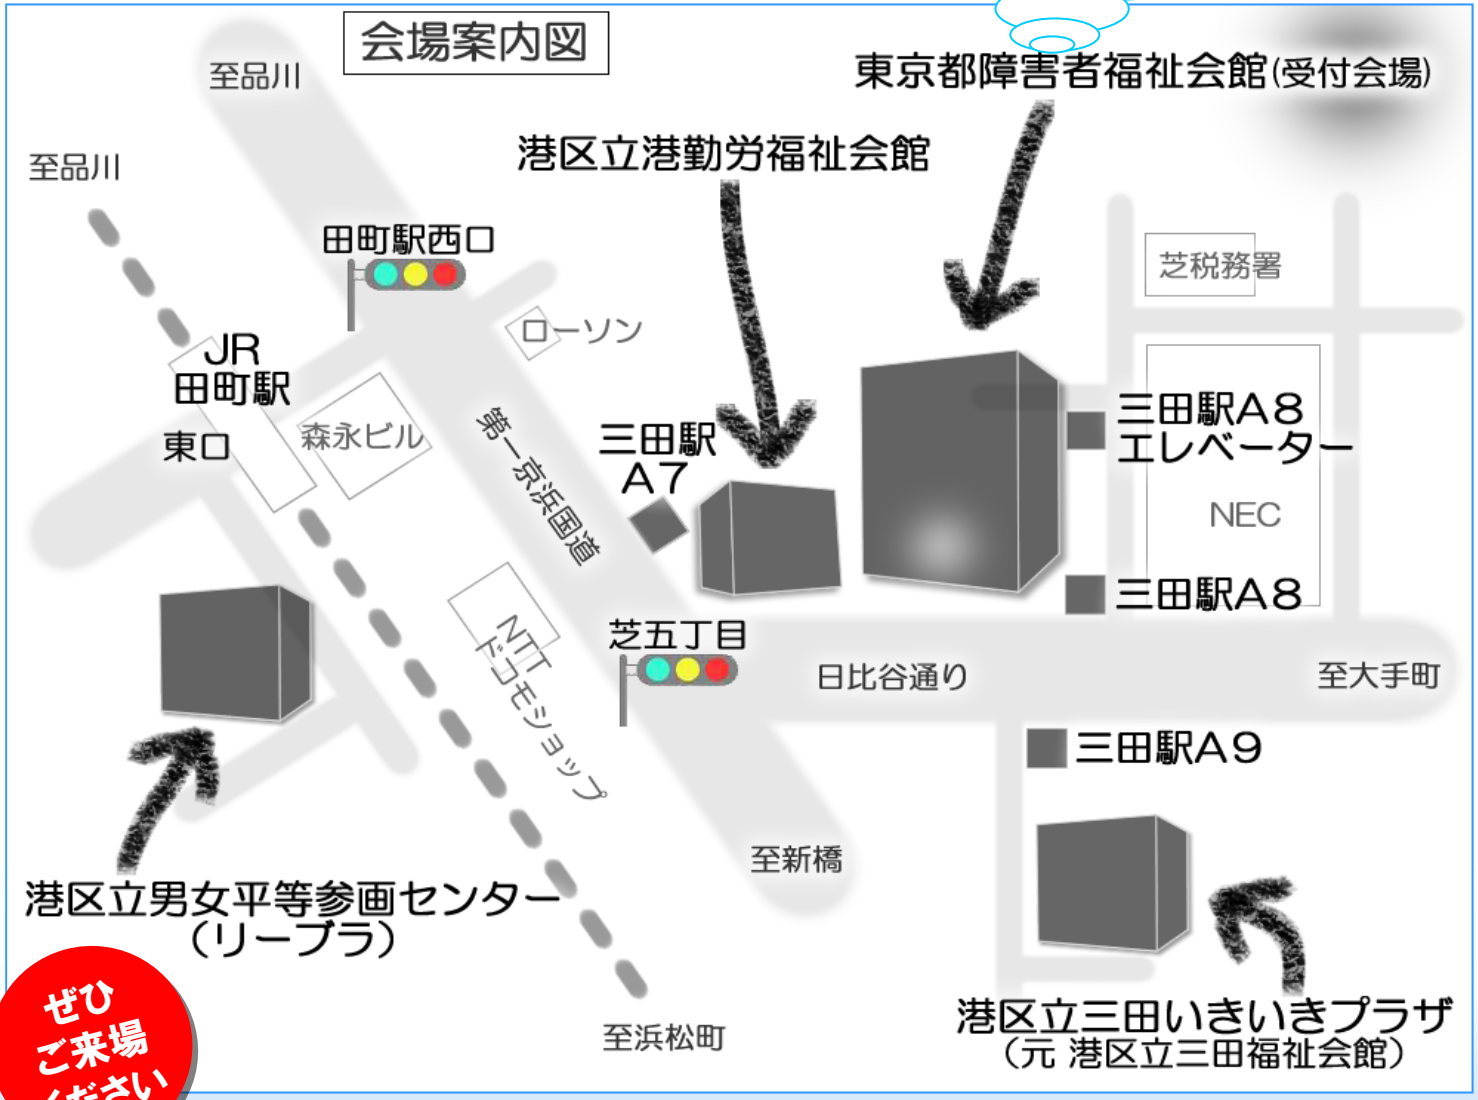 会場案内図
至品川
東京都障害者福祉会館(受付会場)
港区立港勤労福祉会館
至品川
田町駅西口
芝税務署
ローソン
JR
田町駅
東口
森永ビル
第一京浜国道
三田駅
A7
三田駅A8
エレベーター
NEC
三田駅A8
NTT
ドコモショップ
芝五丁目
日比谷通り
至大手町
三田駅A9
至新橋
港区立男女平等参画センター
(リーブラ)
ぜひ
ご来場
ください
至浜松町
港区立三田いきいきプラザ
(元 港区立三田福祉会館)